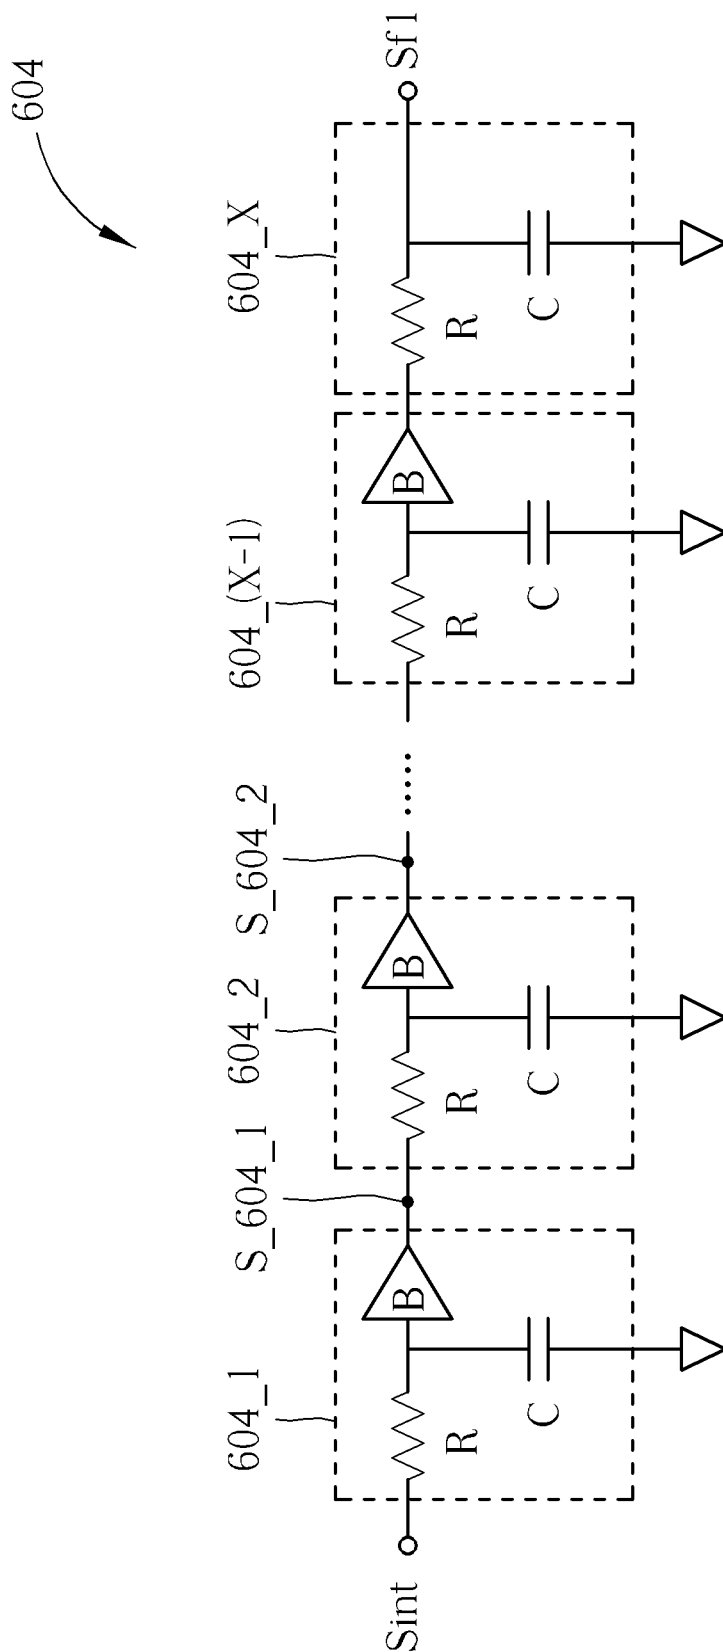 604
604_1
S_604_1
604_2
S_604_2
604_(X-1)
604_X
Sint
R
C
B
R
C
B
.....
R
C
B
R
C
Sf1